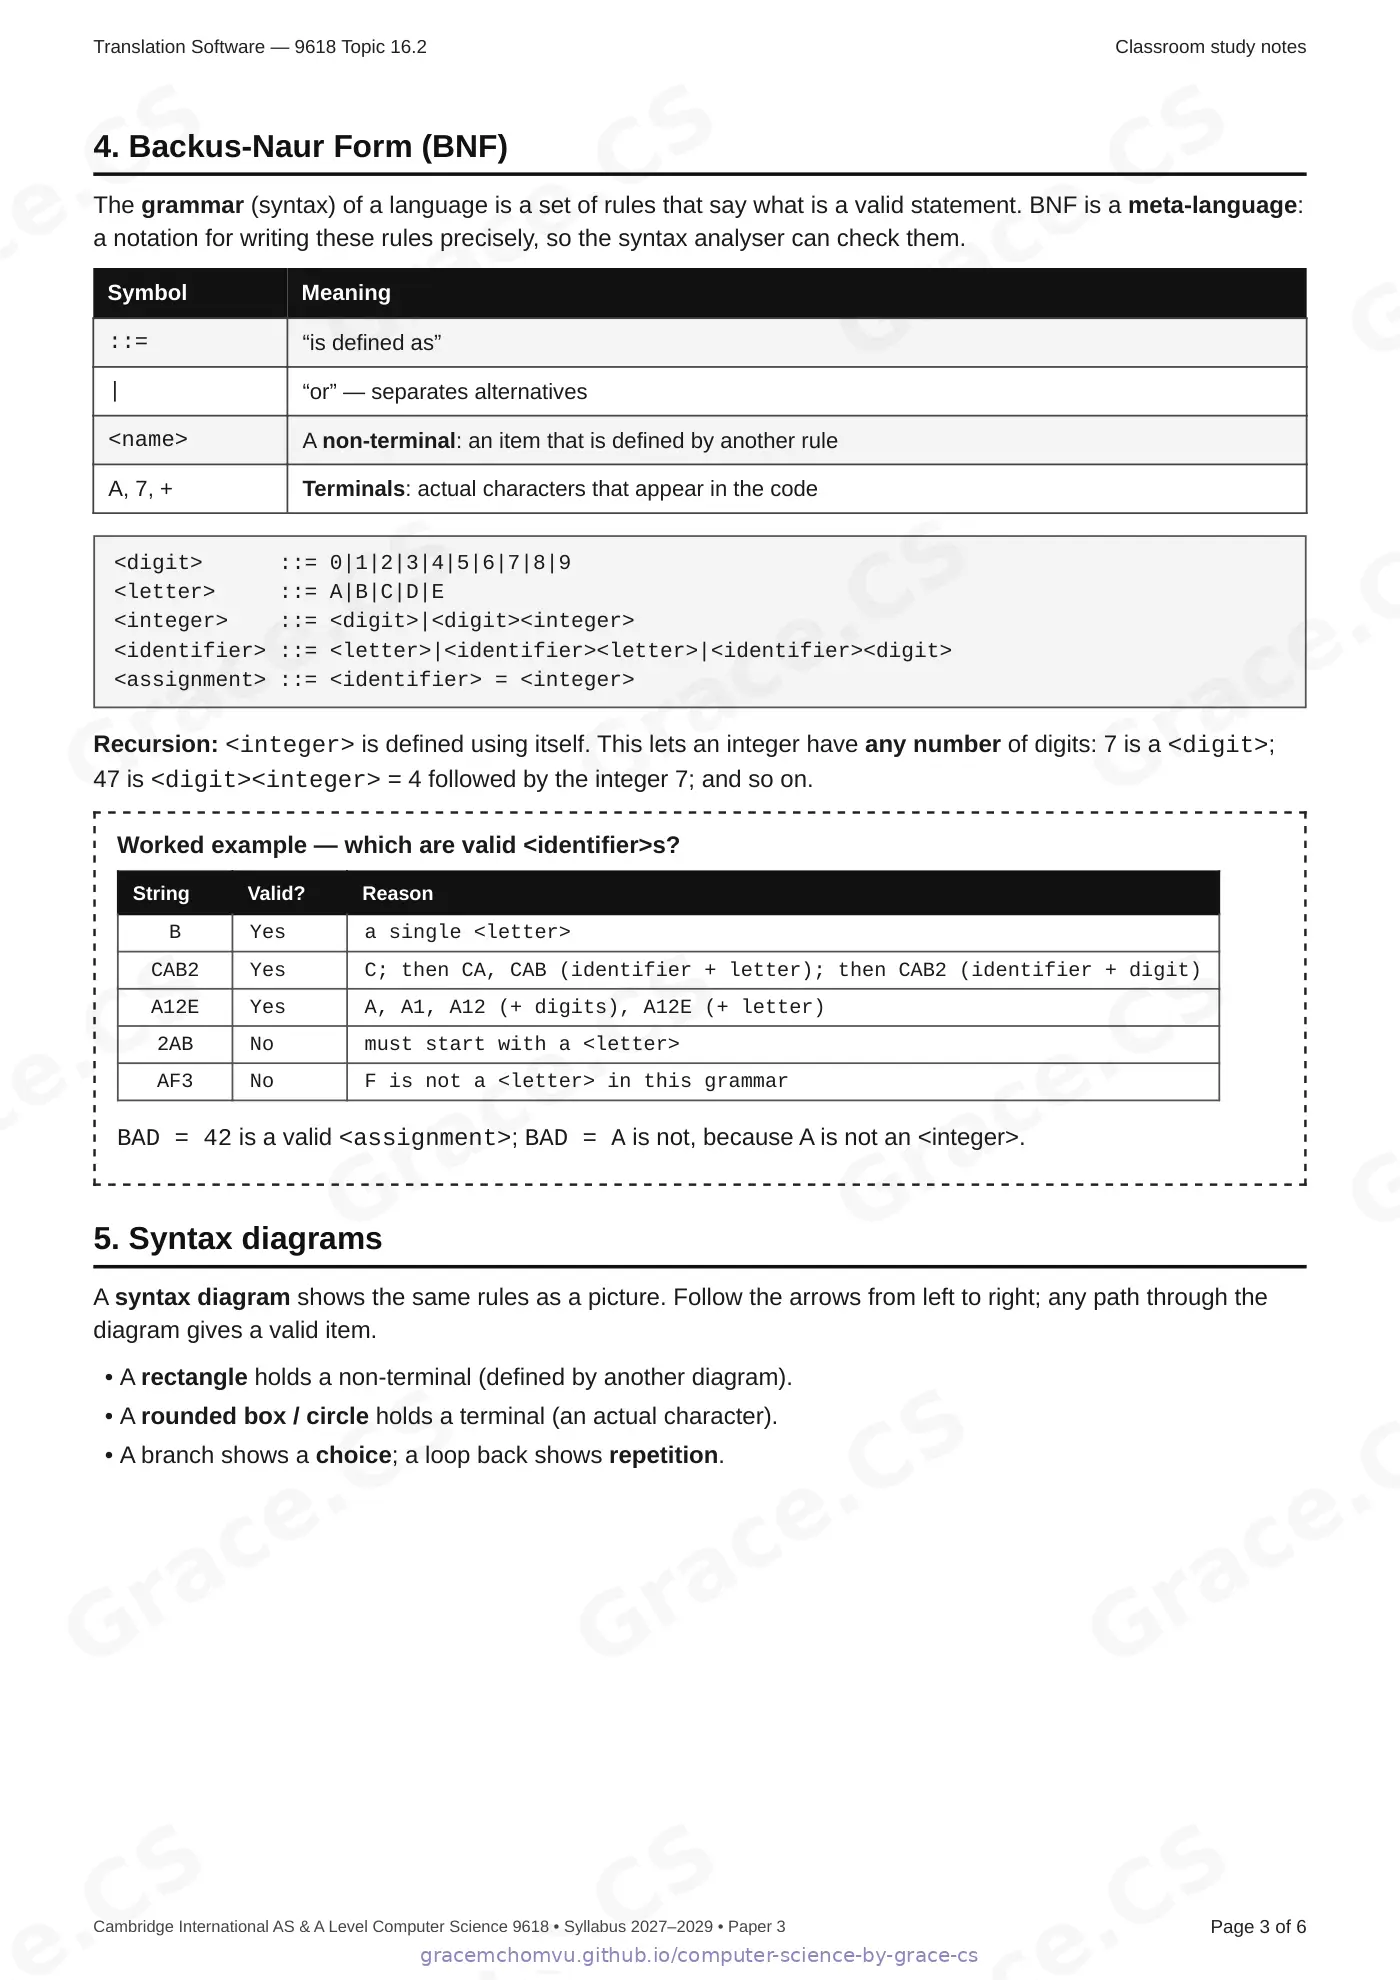 Translation Software — 9618 Topic 16.2
Classroom study notes
4. Backus-Naur Form (BNF)
The grammar (syntax) of a language is a set of rules that say what is a valid statement. BNF is a meta-language:
a notation for writing these rules precisely, so the syntax analyser can check them.
Symbol Meaning
::= “is defined as”
| “or” — separates alternatives
<name> A non-terminal: an item that is defined by another rule
A, 7, + Terminals: actual characters that appear in the code
<digit> ::= 0|1|2|3|4|5|6|7|8|9
<letter> ::= A|B|C|D|E
<integer> ::= <digit>|<digit><integer>
<identifier> ::= <letter>|<identifier><letter>|<identifier><digit>
<assignment> ::= <identifier> = <integer>
Recursion: <integer> is defined using itself. This lets an integer have any number of digits: 7 is a <digit>;
47 is <digit><integer> = 4 followed by the integer 7; and so on.
Worked example — which are valid <identifier>s?
String Valid? Reason
B Yes a single <letter>
CAB2 Yes C; then CA, CAB (identifier + letter); then CAB2 (identifier + digit)
A12E Yes A, A1, A12 (+ digits), A12E (+ letter)
2AB No must start with a <letter>
AF3 No F is not a <letter> in this grammar
BAD = 42 is a valid <assignment>; BAD = A is not, because A is not an <integer>.
5. Syntax diagrams
A syntax diagram shows the same rules as a picture. Follow the arrows from left to right; any path through the
diagram gives a valid item.
• A rectangle holds a non-terminal (defined by another diagram).
• A rounded box / circle holds a terminal (an actual character).
• A branch shows a choice; a loop back shows repetition.
Cambridge International AS & A Level Computer Science 9618 • Syllabus 2027–2029 • Paper 3
Page 3 of 6
gracemchomvu.github.io/computer-science-by-grace-cs
Grace.CS